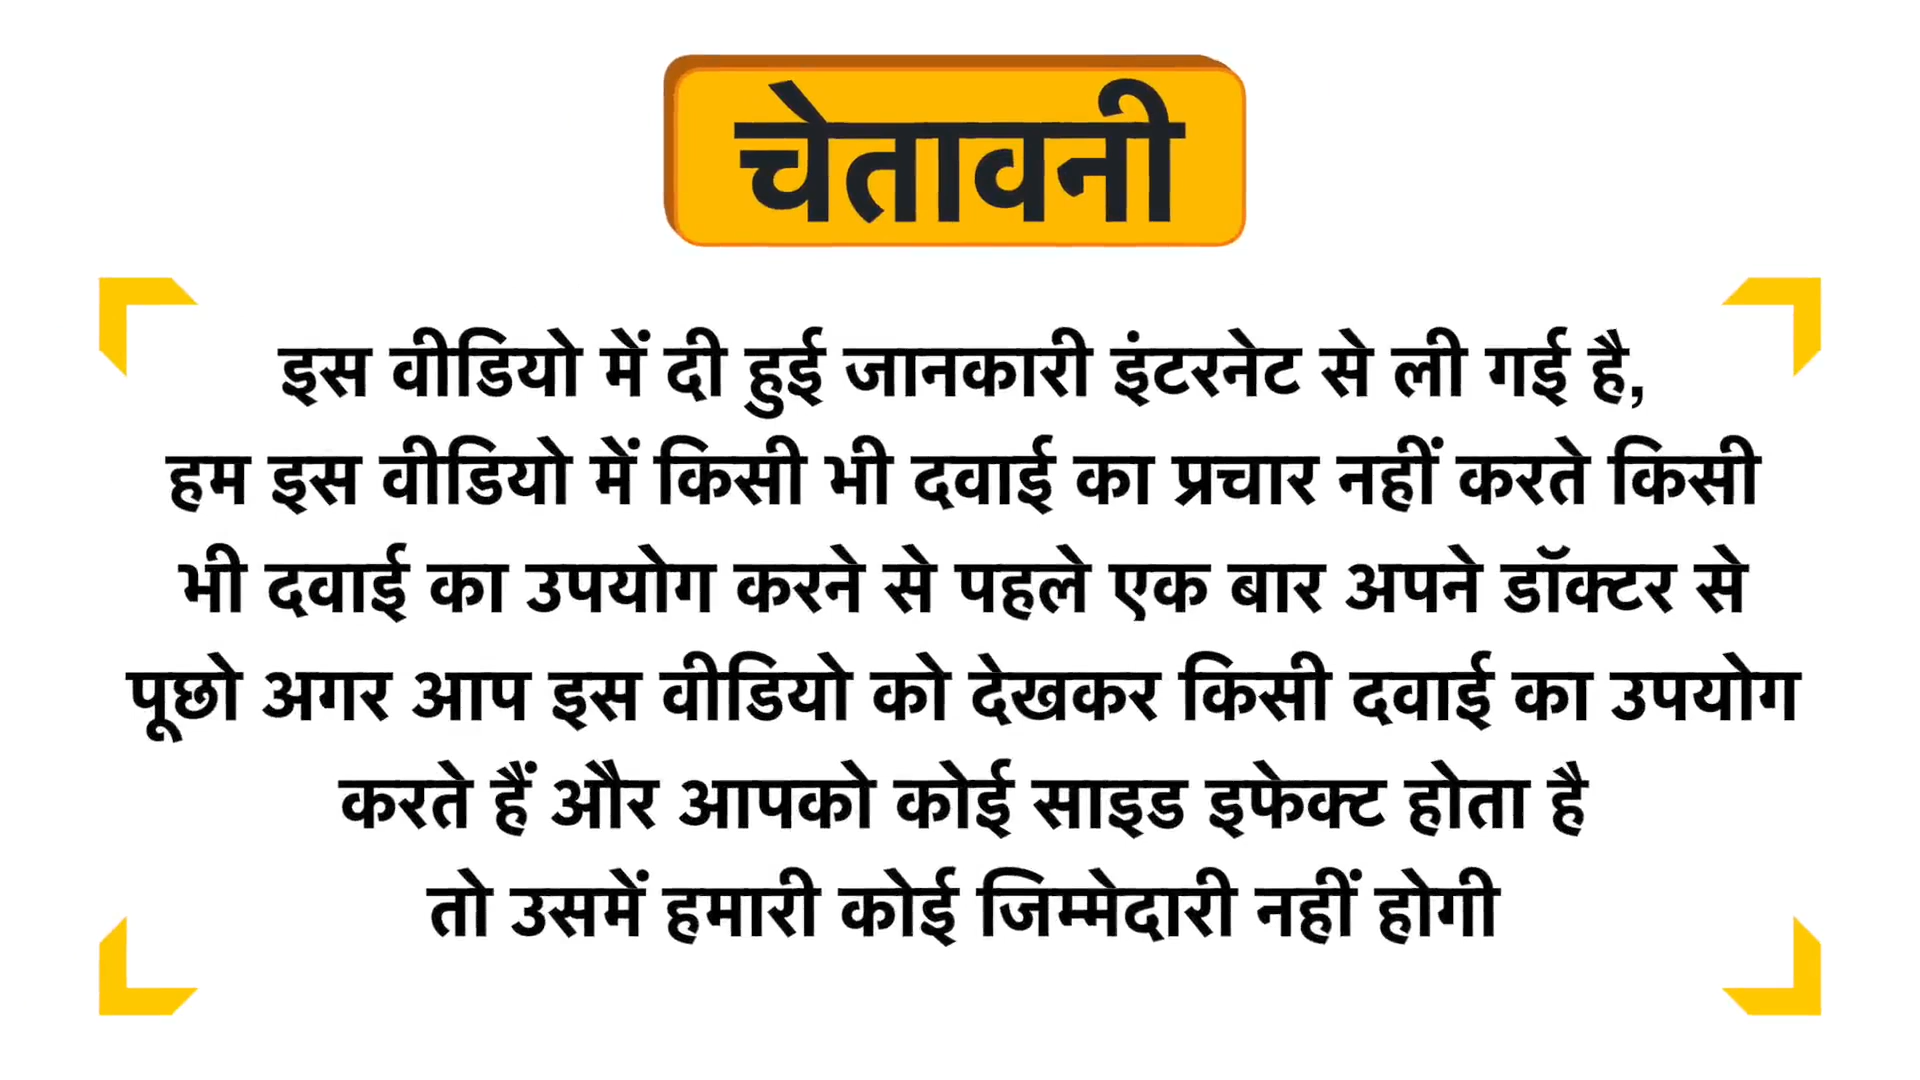 चेतावनी
इस वीडियो में दी हुई जानकारी इंटरनेट से ली गई है,
हम इस वीडियो में किसी भी दवाई का प्रचार नहीं करते किसी
भी दवाई का उपयोग करने से पहले एक बार अपने डॉक्टर से
पूछो अगर आप इस वीडियो को देखकर किसी दवाई का उपयोग
करते हैं और आपको कोई साइड इफेक्ट होता है
तो उसमें हमारी कोई जिम्मेदारी नहीं होगी